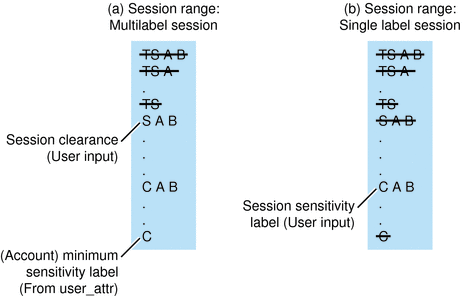 (a) Session range:
Multilabel session
TS A B
TS A
.
TS
S A B
Session clearance
(User input)
.
.
.
C A B
.
.
C
(Account) minimum
sensitivity label
(From user_attr)
(b) Session range:
Single label session
TS A B
TS A
.
TS
S A B
.
.
.
C A B
Session sensitivity
label (User input)
.
.
C